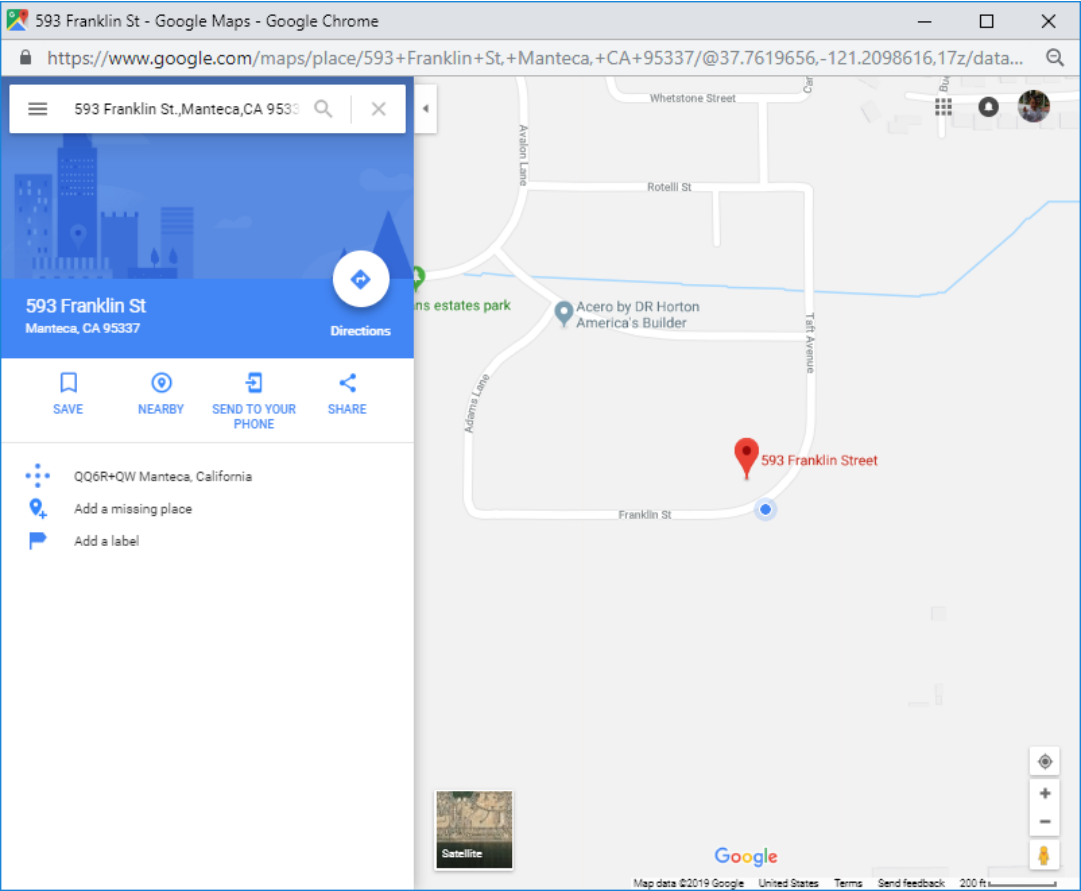 593 Franklin St - Google Maps - Google Chrome
https://www.google.com/maps/place/593+Franklin+St,+Manteca,+CA+95337/@37.7619656,-121.2098616,17z/data...
593 Franklin St.,Manteca,CA 9533
593 Franklin St
Manteca, CA 95337
Directions
SAVE
NEARBY
SEND TO YOUR
PHONE
SHARE
QQ6R+QW Manteca, California
Add a missing place
Add a label
Whetstone Street
Avalon Lane
Rotelli St
ns estates park
Acero by DR Horton
America's Builder
Taft Avenue
Adams Lane
593 Franklin Street
Franklin St
Satellite
Google
Map data ©2019 Google United States Terms Send feedback 200 ft